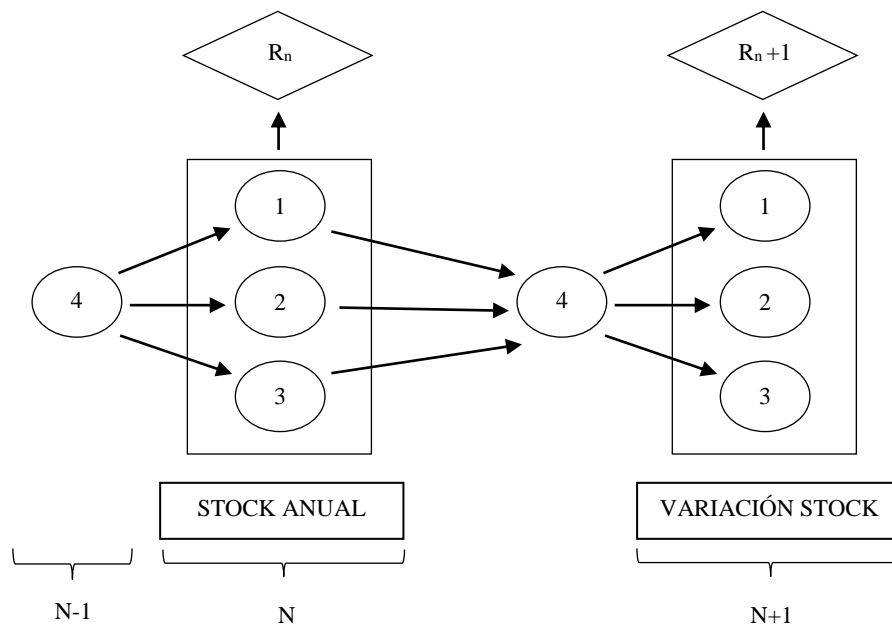 Rn
Rn +1
1
1
4
2
4
2
3
3
STOCK ANUAL
VARIACIÓN STOCK
N-1
N
N+1